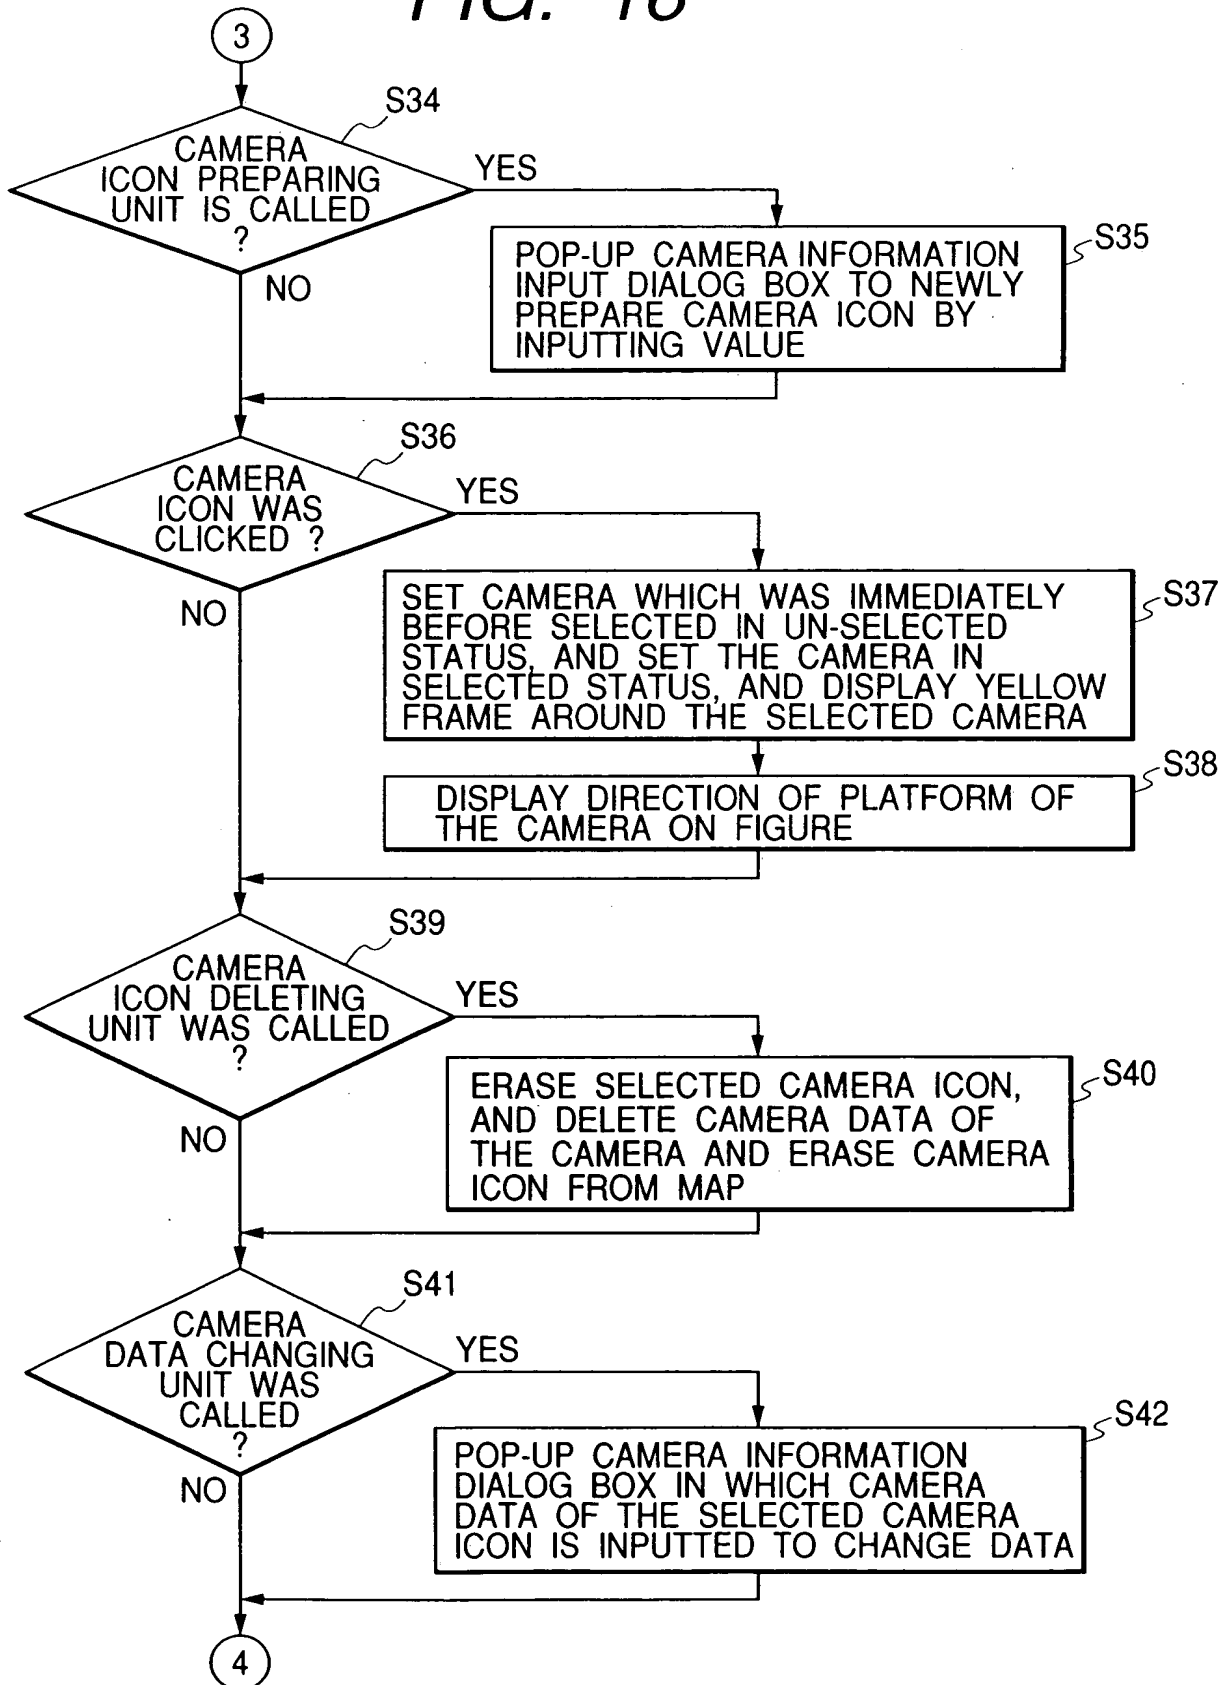 FIG. 16
3
S34
CAMERA
ICON PREPARING
UNIT IS CALLED
?
YES
NO
S35
POP-UP CAMERA INFORMATION
INPUT DIALOG BOX TO NEWLY
PREPARE CAMERA ICON BY
INPUTTING VALUE
S36
CAMERA
ICON WAS
CLICKED ?
YES
NO
S37
SET CAMERA WHICH WAS IMMEDIATELY
BEFORE SELECTED IN UN-SELECTED
STATUS, AND SET THE CAMERA IN
SELECTED STATUS, AND DISPLAY YELLOW
FRAME AROUND THE SELECTED CAMERA
S38
DISPLAY DIRECTION OF PLATFORM OF
THE CAMERA ON FIGURE
S39
CAMERA
ICON DELETING
UNIT WAS CALLED
?
YES
NO
S40
ERASE SELECTED CAMERA ICON,
AND DELETE CAMERA DATA OF
THE CAMERA AND ERASE CAMERA
ICON FROM MAP
S41
CAMERA
DATA CHANGING
UNIT WAS
CALLED
?
YES
NO
S42
POP-UP CAMERA INFORMATION
DIALOG BOX IN WHICH CAMERA
DATA OF THE SELECTED CAMERA
ICON IS INPUTTED TO CHANGE DATA
4